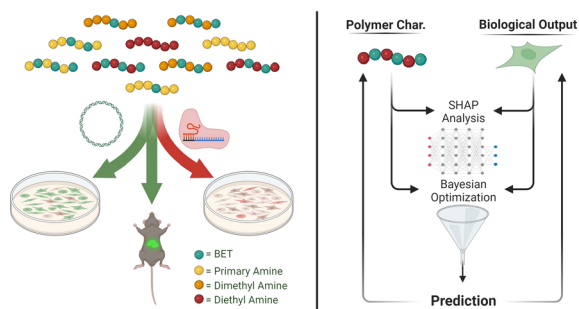 = BET
= Primary Amine
= Dimethyl Amine
= Diethyl Amine
Polymer Char.
Biological Output
SHAP
Analysis
Bayesian
Optimization
Prediction